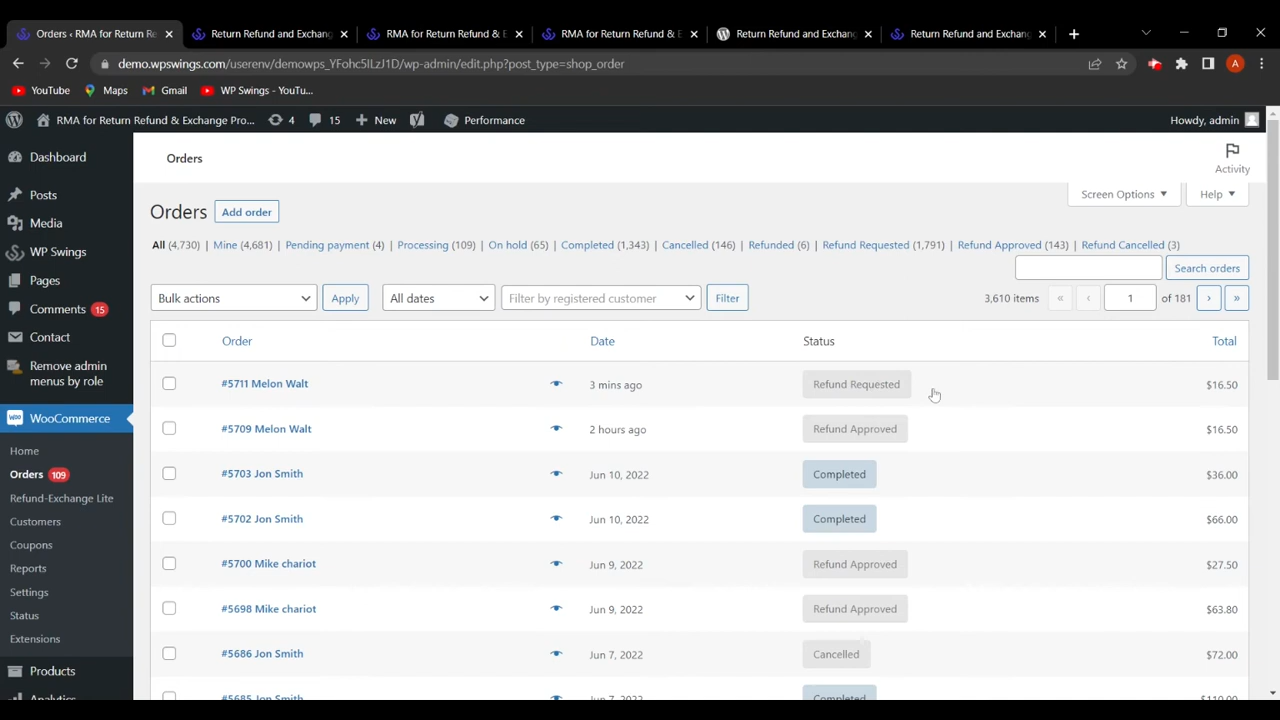 Orders ‹ RMA for Return Re
Return Refund and Exchang
RMA for Return Refund & E
RMA for Return Refund & E
Return Refund and Exchang
Return Refund and Exchang
demo.wpswings.com/userenv/demowps_YFohc5ILzJ1D/wp-admin/edit.php?post_type=shop_order
A
YouTube
Maps
Gmail
WP Swings - YouTu...
RMA for Return Refund & Exchange Pro...
4
15
New
Performance
Howdy, admin
Dashboard
Posts
Media
WP Swings
Pages
Comments 15
Contact
Remove admin
menus by role
WooCommerce
Home
Orders 109
Refund-Exchange Lite
Customers
Coupons
Reports
Settings
Status
Extensions
Products
Analytics
Orders
Activity
Screen Options
Help
Orders
Add order
All (4,730) | Mine (4,681) | Pending payment (4) | Processing (109) | On hold (65) | Completed (1,343) | Cancelled (146) | Refunded (6) | Refund Requested (1,791) | Refund Approved (143) | Refund Cancelled (3)
Search orders
Bulk actions
Apply
All dates
Filter by registered customer
Filter
3,610 items « ‹ 1 of 181 › »
Order Date Status Total
#5711 Melon Walt 3 mins ago Refund Requested $16.50
#5709 Melon Walt 2 hours ago Refund Approved $16.50
#5703 Jon Smith Jun 10, 2022 Completed $36.00
#5702 Jon Smith Jun 10, 2022 Completed $66.00
#5700 Mike chariot Jun 9, 2022 Refund Approved $27.50
#5698 Mike chariot Jun 9, 2022 Refund Approved $63.80
#5686 Jon Smith Jun 7, 2022 Cancelled $72.00
#5685 Jon Smith Jun 7, 2022 Completed $110.00